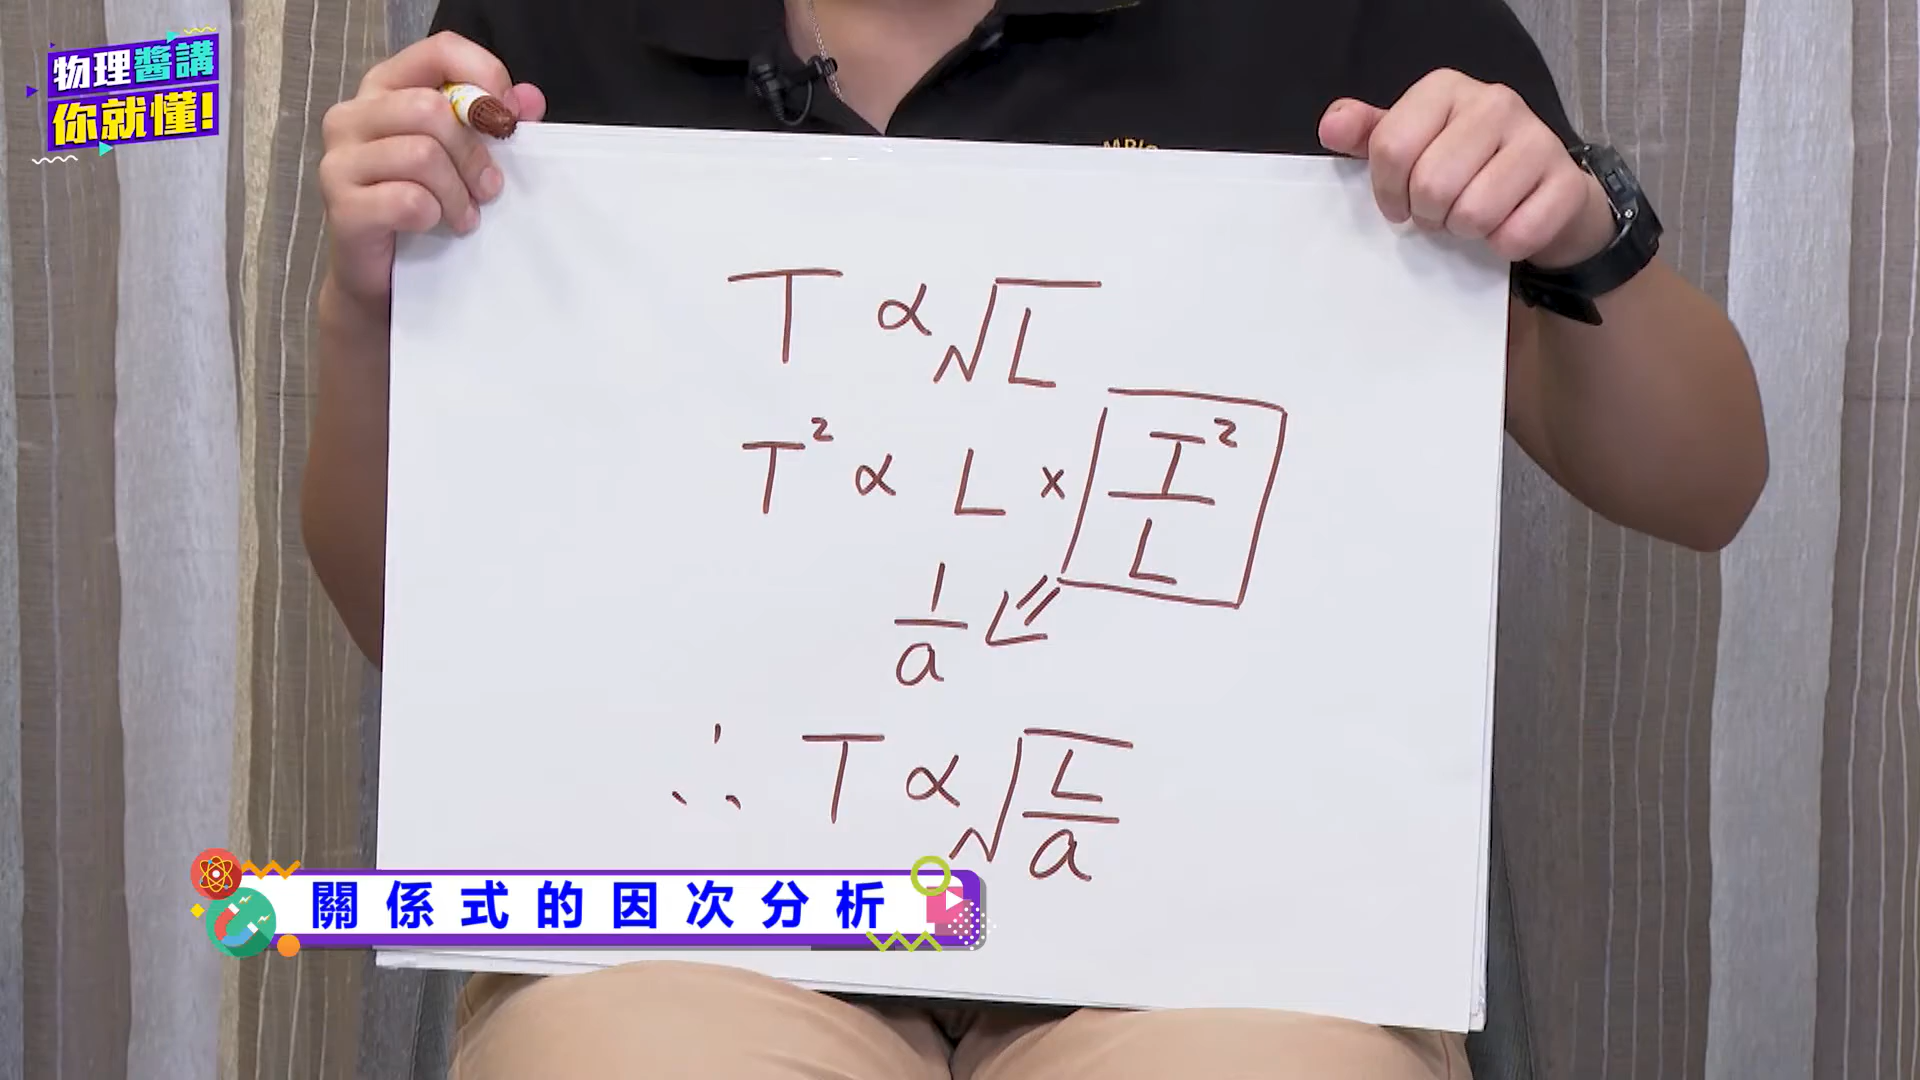 物理醬講
你就懂!
T ∝ √L
T² ∝ L × T²/L
1/a
∴ T ∝ √(L/a)
關係式的因次分析